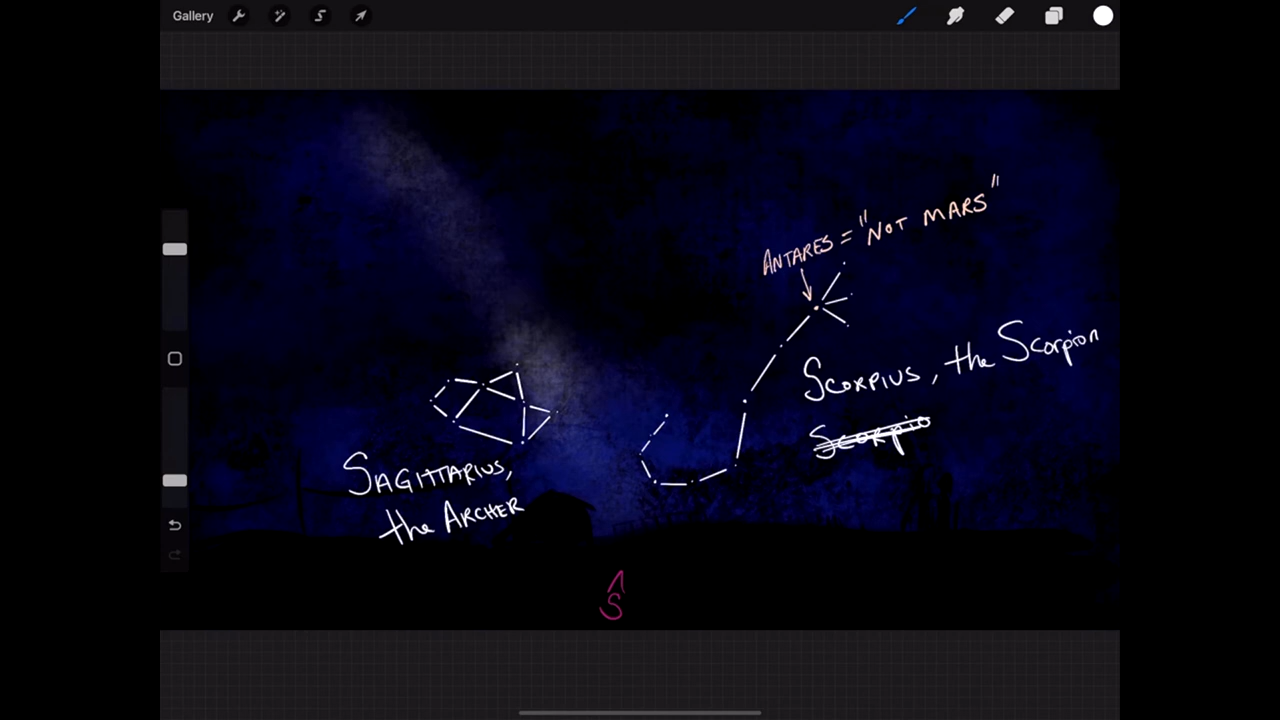 Gallery
ANTARES = "NOT MARS"
SCORPIUS, the Scorpion
Scorpio
SAGITTARIUS,
the ARCHER
S